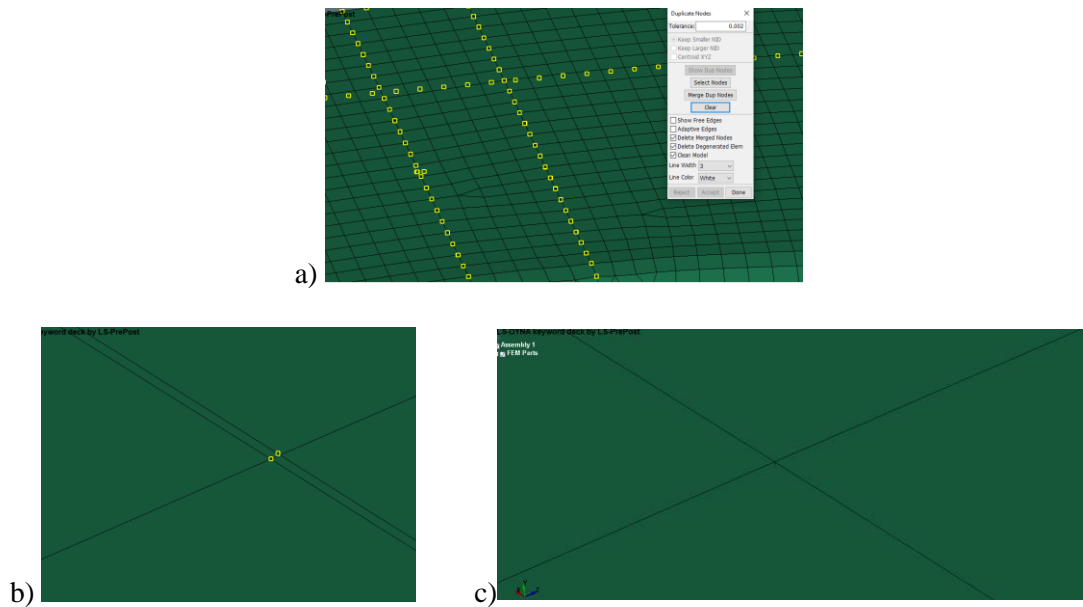 -PrePost
Duplicate Nodes
Tolerance: 0.002
Keep Smaller NID
Keep Larger NID
Centroid XYZ
Show Dup Nodes
Select Nodes
Merge Dup Nodes
Clear
Show Free Edges
Adaptive Edges
Delete Merged Nodes
Delete Degenerated Elem
Clean Model
Line Width 3
Line Color White
Reject Accept Done
a)
eyword deck by LS-PrePost
LS-DYNA keyword deck by LS-PrePost
Assembly 1
FEM Parts
b)
c)
Y